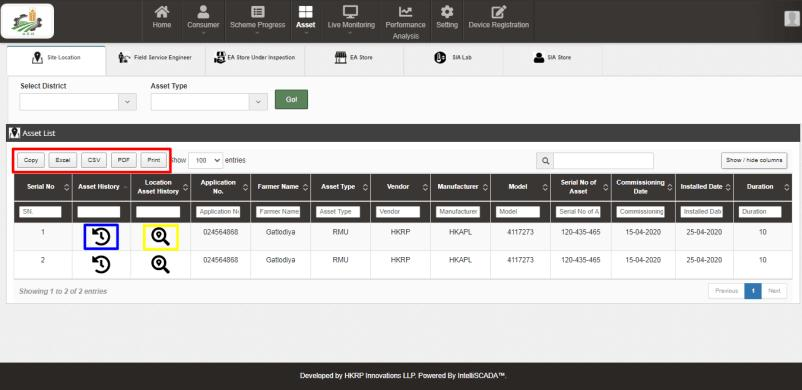 Home
Consumer
Scheme Progress
Asset
Live Monitoring
Performance Analysis
Setting
Device Registration
Site Location
Field Service Engineer
EA Store Under Inspection
EA Store
SIA Lab
SIA Store
Select District
Asset Type
Go!
Asset List
Copy Excel CSV PDF Print how 100 entries
Show / hide columns
Serial No Asset History Location Asset History Application No. Farmer Name Asset Type Vendor Manufacturer Model Serial No of Asset Commissioning Date Installed Date Duration
SN. Application N Farmer Name Asset Type Vendor Manufacturer Model Serial No of A Commissioning Installed Dat Duration
1 024564868 Gatlodiya RMU HKRP HKAPL 4117273 120-435-465 15-04-2020 25-04-2020 10
2 024564868 Gatlodiya RMU HKRP HKAPL 4117273 120-435-465 15-04-2020 25-04-2020 10
Showing 1 to 2 of 2 entries
Previous 1 Next
Developed by HKRP Innovations LLP. Powered By IntelliSCADA™.